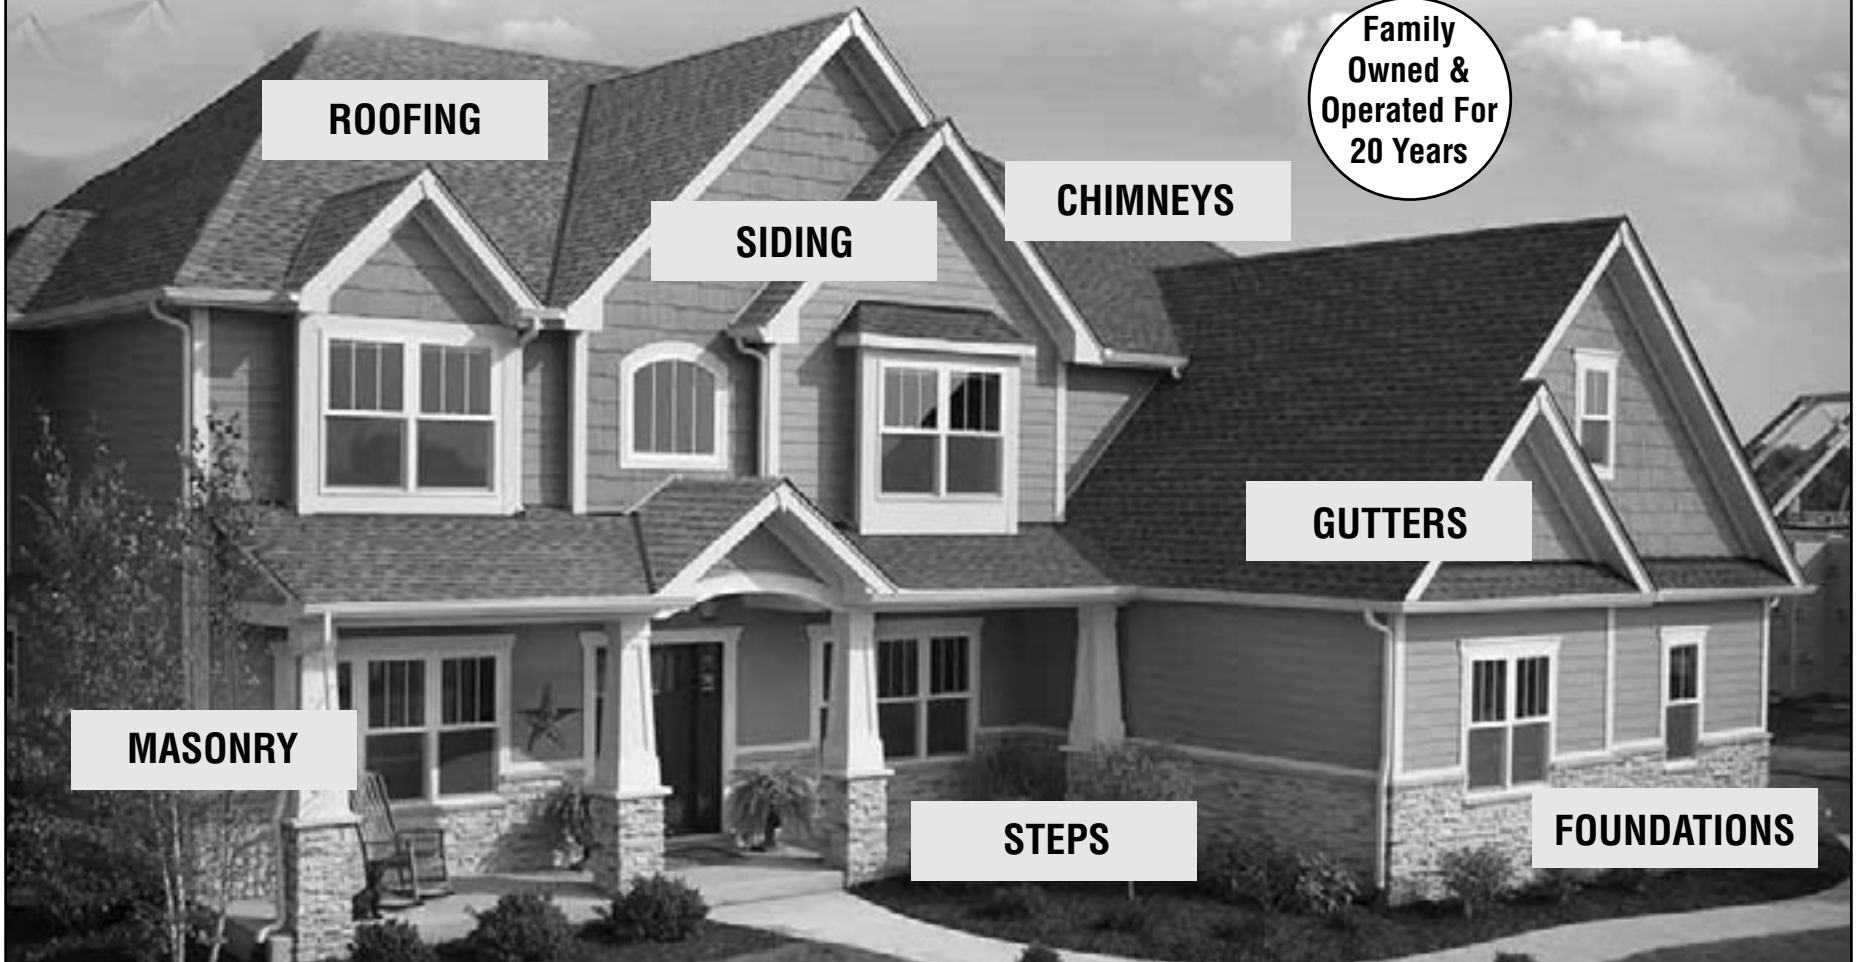 Family
Owned &
Operated For
20 Years
ROOFING
CHIMNEYS
SIDING
GUTTERS
MASONRY
STEPS
FOUNDATIONS